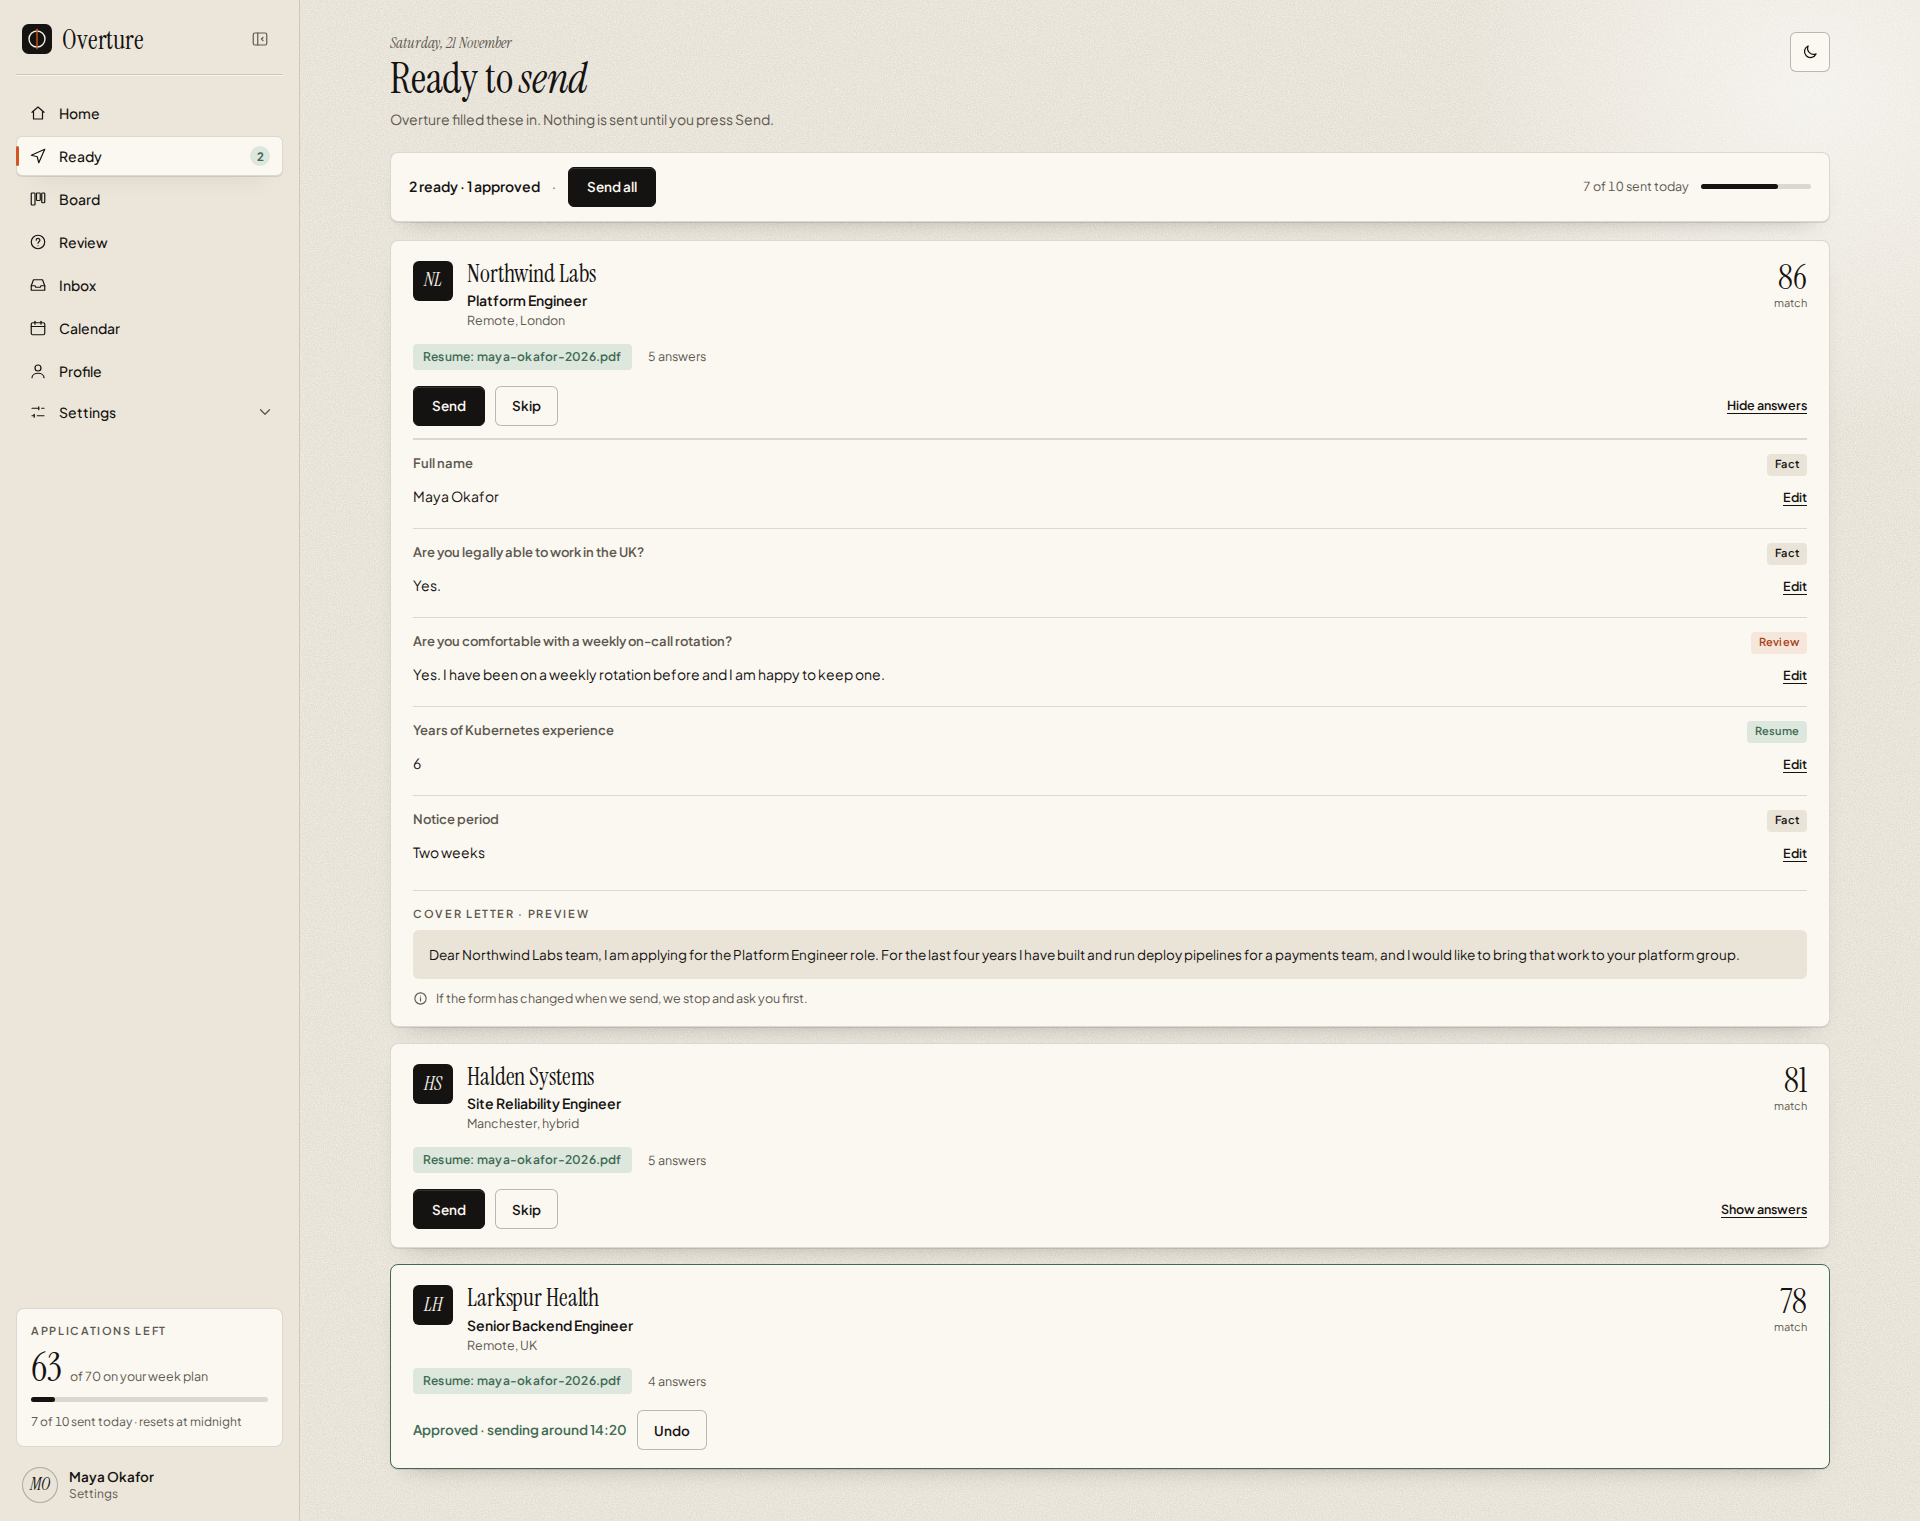 Overture
Home
Ready
2
Board
Review
Inbox
Calendar
Profile
Settings
APPLICATIONS LEFT
63 of 70 on your week plan
7 of 10 sent today · resets at midnight
MO
Maya Okafor
Settings
Saturday, 21 November
Ready to send
Overture filled these in. Nothing is sent until you press Send.
2 ready · 1 approved · Send all
7 of 10 sent today
NL
Northwind Labs
Platform Engineer
Remote, London
86
match
Resume: maya-okafor-2026.pdf
5 answers
Send
Skip
Hide answers
Full name
Fact
Maya Okafor
Edit
Are you legally able to work in the UK?
Fact
Yes.
Edit
Are you comfortable with a weekly on-call rotation?
Review
Yes. I have been on a weekly rotation before and I am happy to keep one.
Edit
Years of Kubernetes experience
Resume
6
Edit
Notice period
Fact
Two weeks
Edit
COVER LETTER · PREVIEW
Dear Northwind Labs team, I am applying for the Platform Engineer role. For the last four years I have built and run deploy pipelines for a payments team, and I would like to bring that work to your platform group.
If the form has changed when we send, we stop and ask you first.
HS
Halden Systems
Site Reliability Engineer
Manchester, hybrid
81
match
Resume: maya-okafor-2026.pdf
5 answers
Send
Skip
Show answers
LH
Larkspur Health
Senior Backend Engineer
Remote, UK
78
match
Resume: maya-okafor-2026.pdf
4 answers
Approved · sending around 14:20
Undo